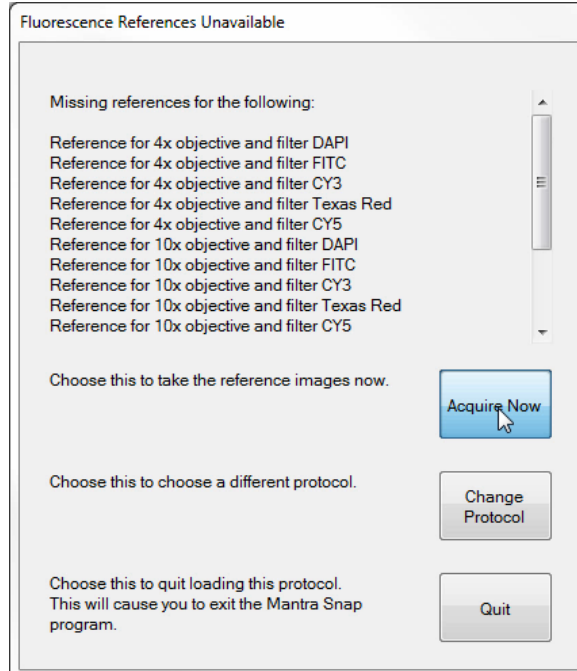 Fluorescence References Unavailable
Missing references for the following:
Reference for 4x objective and filter DAPI
Reference for 4x objective and filter FITC
Reference for 4x objective and filter CY3
Reference for 4x objective and filter Texas Red
Reference for 4x objective and filter CY5
Reference for 10x objective and filter DAPI
Reference for 10x objective and filter FITC
Reference for 10x objective and filter CY3
Reference for 10x objective and filter Texas Red
Reference for 10x objective and filter CY5
Choose this to take the reference images now.
Acquire Now
Choose this to choose a different protocol.
Change
Protocol
Choose this to quit loading this protocol.
This will cause you to exit the Mantra Snap
program.
Quit